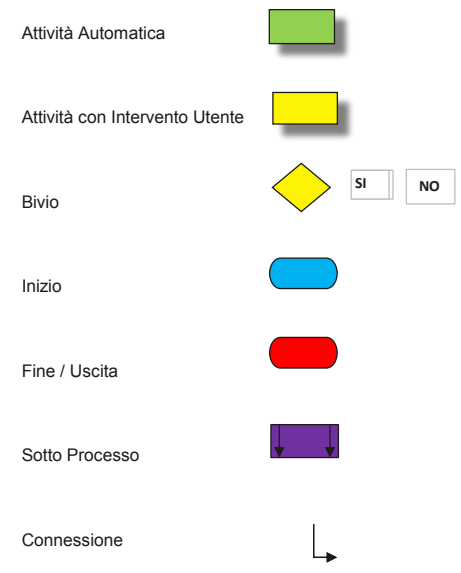 Attività Automatica
Attività con Intervento Utente
Bivio SI NO
Inizio
Fine / Uscita
Sotto Processo
Connessione